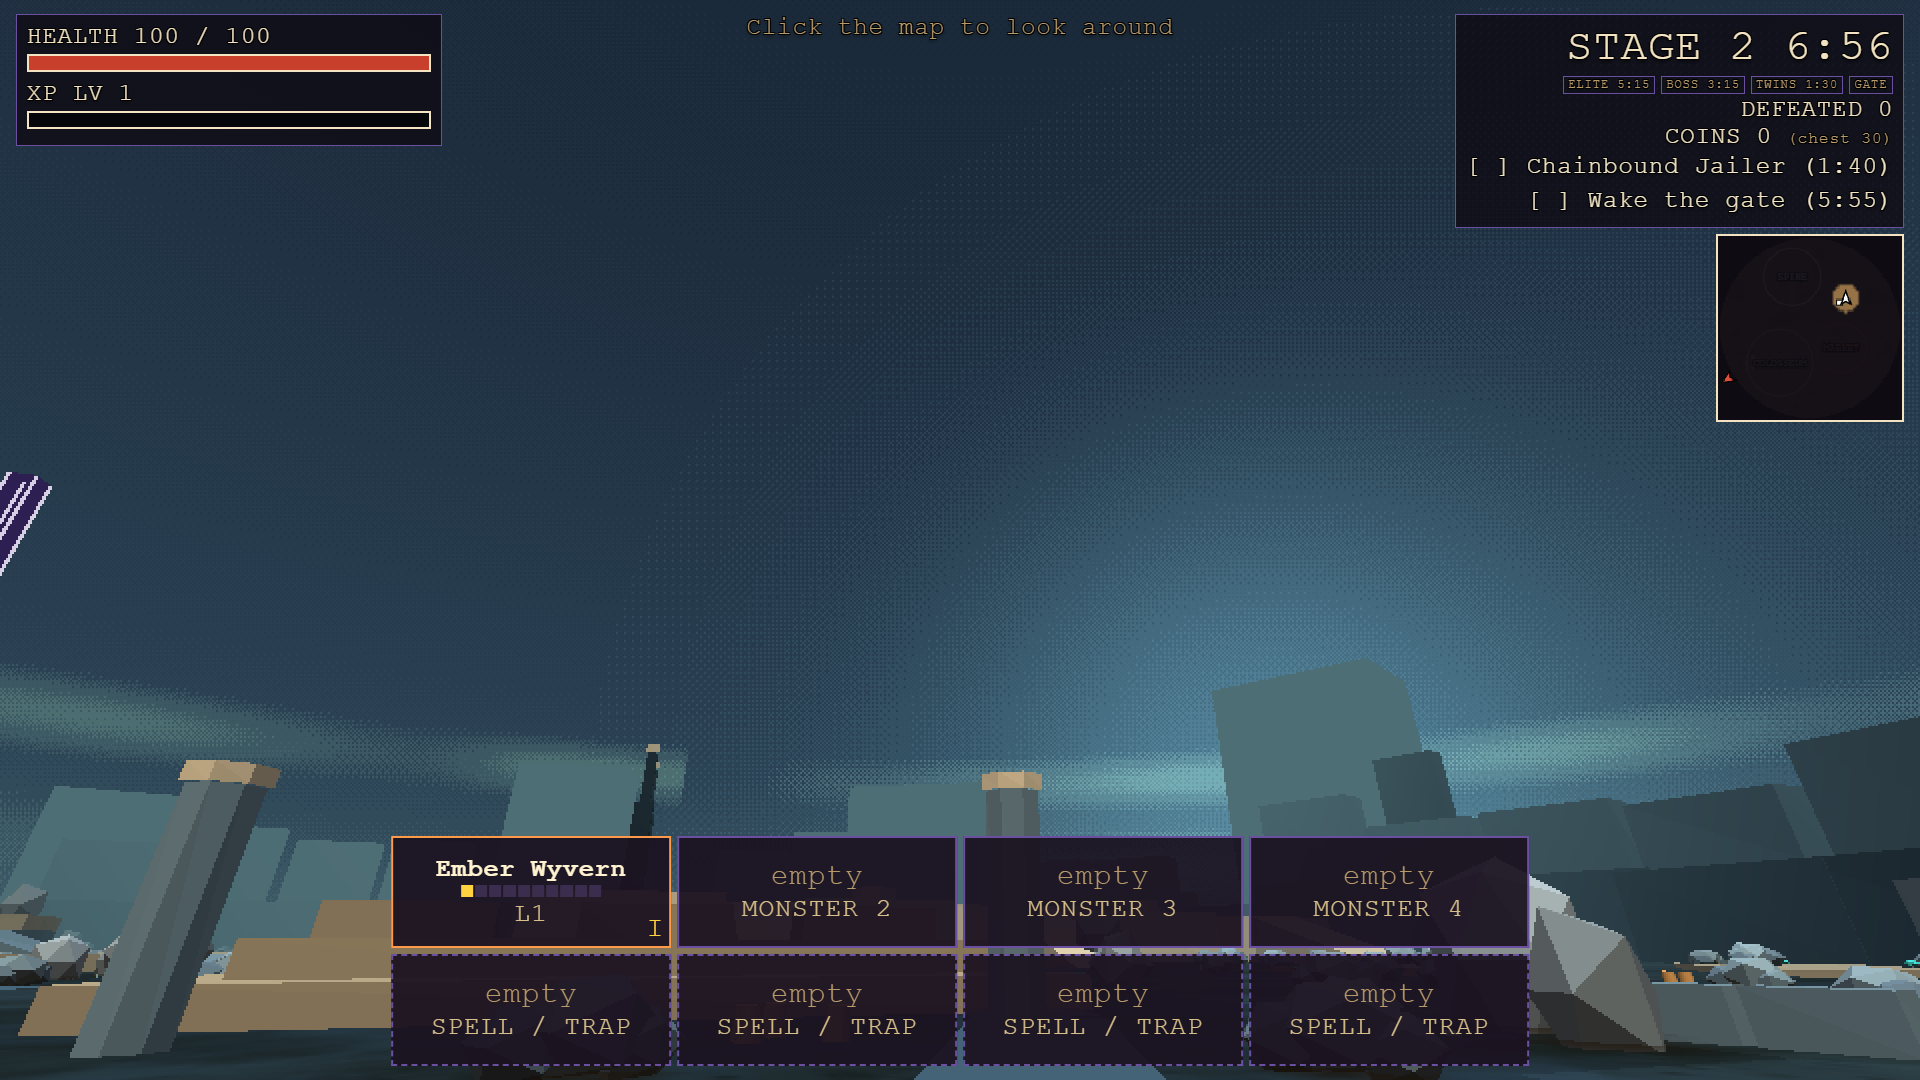 HEALTH 100 / 100
XP LV 1
Click the map to look around
STAGE 2 6:56
ELITE 5:15 BOSS 3:15 TWINS 1:30 GATE
DEFEATED 0
COINS 0 (chest 30)
[ ] Chainbound Jailer (1:40)
[ ] Wake the gate (5:55)
Ember Wyvern
L1
I
empty
MONSTER 2
empty
MONSTER 3
empty
MONSTER 4
empty
SPELL / TRAP
empty
SPELL / TRAP
empty
SPELL / TRAP
empty
SPELL / TRAP